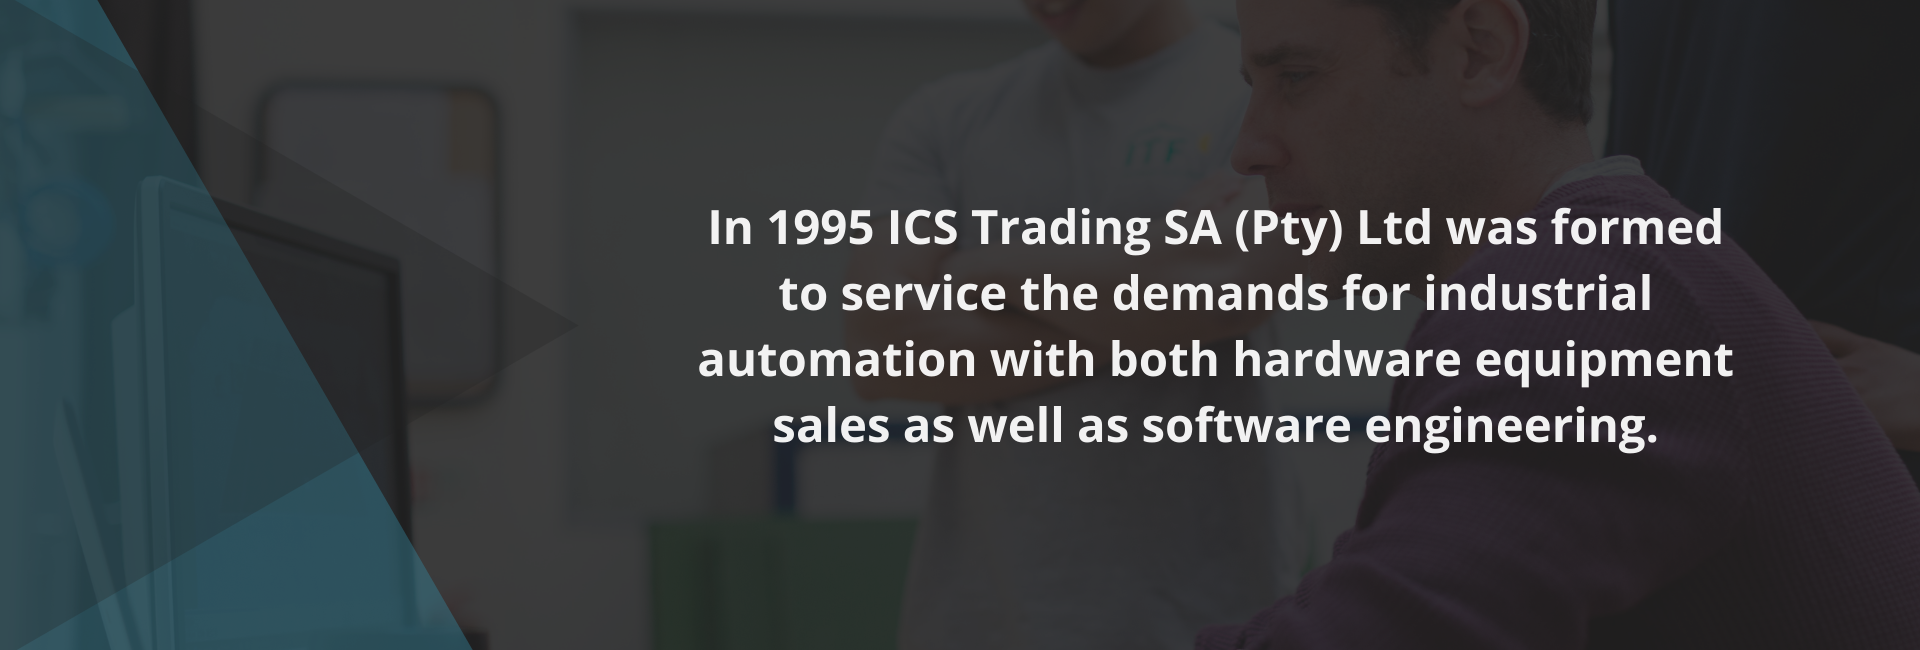 ITF
In 1995 ICS Trading SA (Pty) Ltd was formed
to service the demands for industrial
automation with both hardware equipment
sales as well as software engineering.